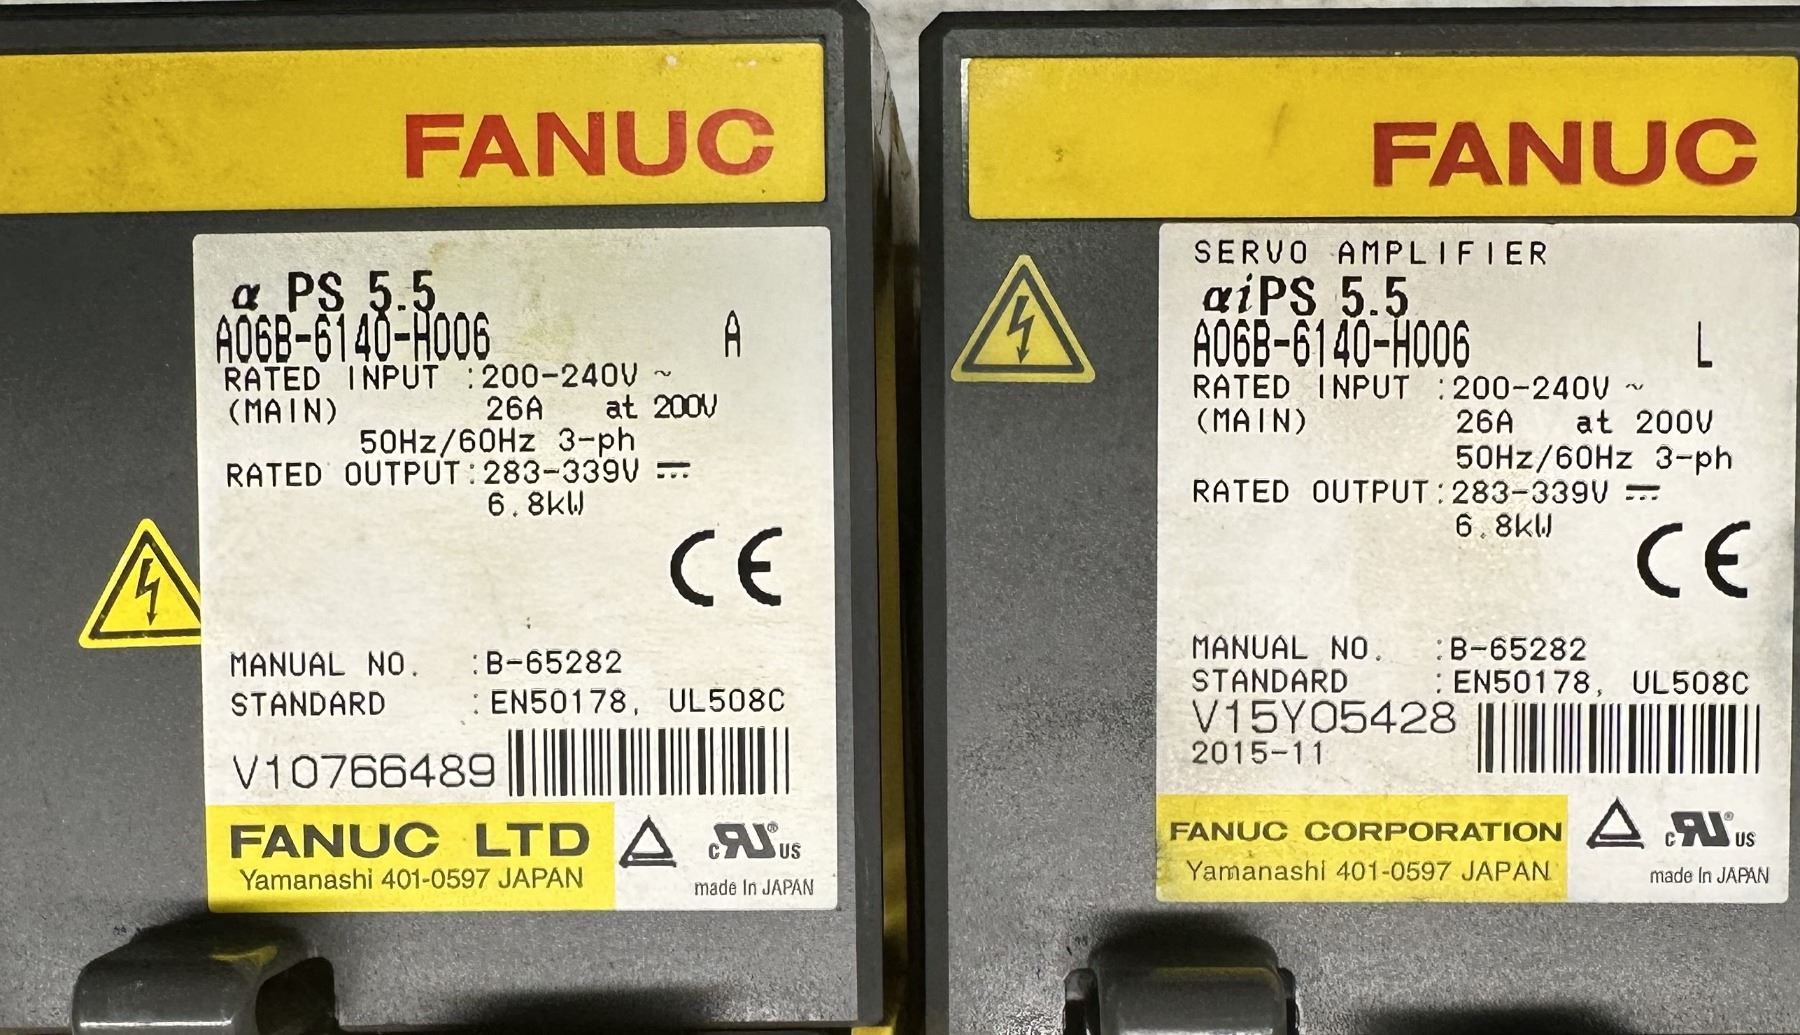 FANUC
α PS 5.5
A06B-6140-H006 A
RATED INPUT :200-240V ~
(MAIN) 26A at 200V
50Hz/60Hz 3-ph
RATED OUTPUT:283-339V ⎓
6.8kW
CE
MANUAL NO. :B-65282
STANDARD :EN50178, UL508C
V10766489
FANUC LTD
Yamanashi 401-0597 JAPAN
c RU ® US
made In JAPAN
FANUC
SERVO AMPLIFIER
αiPS 5.5
A06B-6140-H006 L
RATED INPUT :200-240V ~
(MAIN) 26A at 200V
50Hz/60Hz 3-ph
RATED OUTPUT:283-339V ⎓
6.8kW
CE
MANUAL NO. :B-65282
STANDARD :EN50178, UL508C
V15Y05428
2015-11
FANUC CORPORATION
Yamanashi 401-0597 JAPAN
c RU ® US
made In JAPAN